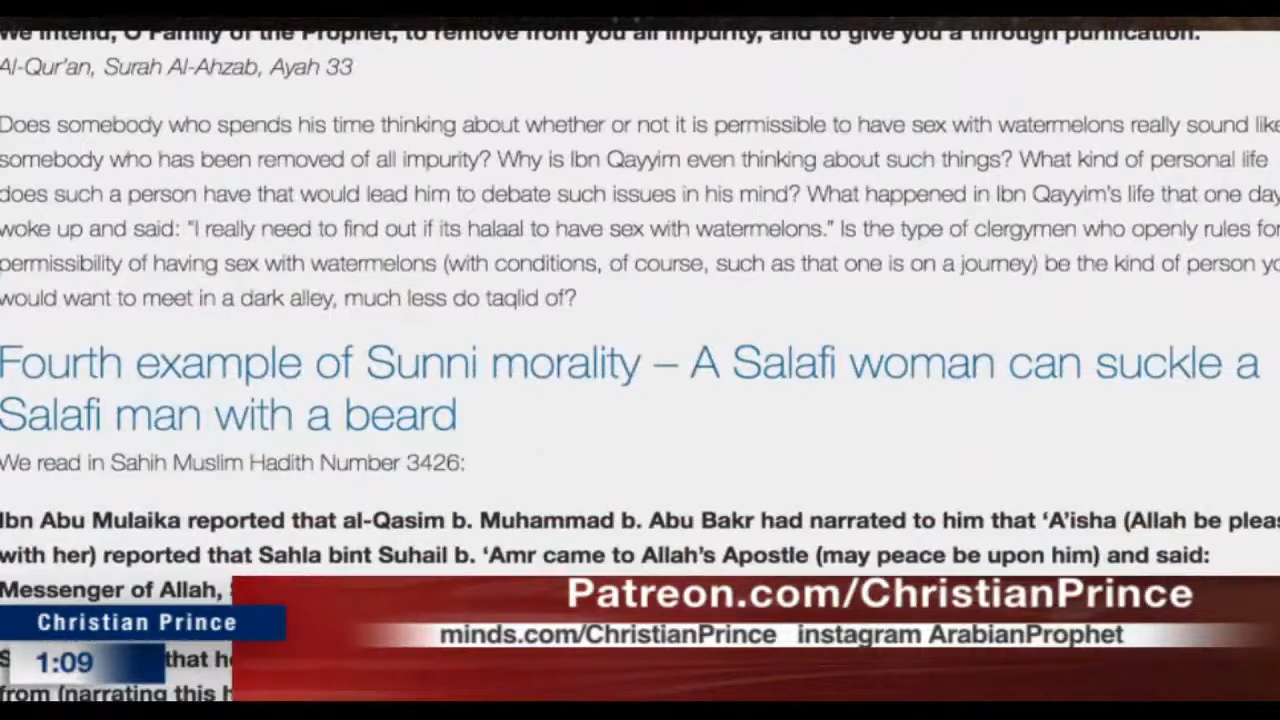 We intend, O Family of the Prophet, to remove from you all impurity, and to give you a through purification.
Al-Qur'an, Surah Al-Ahzab, Ayah 33
Does somebody who spends his time thinking about whether or not it is permissible to have sex with watermelons really sound like
somebody who has been removed of all impurity? Why is Ibn Qayyim even thinking about such things? What kind of personal life
does such a person have that would lead him to debate such issues in his mind? What happened in Ibn Qayyim's life that one day
woke up and said: "I really need to find out if its halaal to have sex with watermelons." Is the type of clergymen who openly rules for
permissibility of having sex with watermelons (with conditions, of course, such as that one is on a journey) be the kind of person
would want to meet in a dark alley, much less do taqlid of?
Fourth example of Sunni morality – A Salafi woman can suckle a
Salafi man with a beard
We read in Sahih Muslim Hadith Number 3426:
Ibn Abu Mulaika reported that al-Qasim b. Muhammad b. Abu Bakr had narrated to him that 'A'isha (Allah be
with her) reported that Sahla bint Suhail b. 'Amr came to Allah's Apostle (may peace be upon him) and said:
Messenger of Allah,
Patreon.com/ChristianPrince
Christian Prince
minds.com/ChristianPrince instagram ArabianProphet
1:09
that
from (narrating this